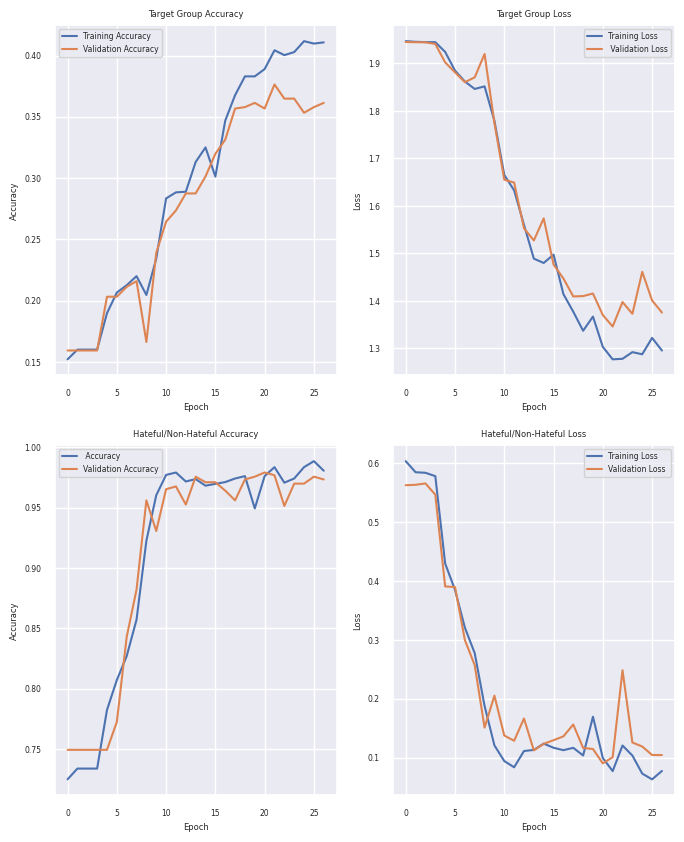 Target Group Accuracy
Training Accuracy
Validation Accuracy
0.40
0.35
0.30
0.25
0.20
0.15
Accuracy
0 5 10 15 20 25
Epoch
Target Group Loss
Training Loss
Validation Loss
1.9
1.8
1.7
1.6
1.5
1.4
1.3
Loss
0 5 10 15 20 25
Epoch
Hateful/Non-Hateful Accuracy
Accuracy
Validation Accuracy
1.00
0.95
0.90
0.85
0.80
0.75
Accuracy
0 5 10 15 20 25
Epoch
Hateful/Non-Hateful Loss
Training Loss
Validation Loss
0.6
0.5
0.4
0.3
0.2
0.1
Loss
0 5 10 15 20 25
Epoch